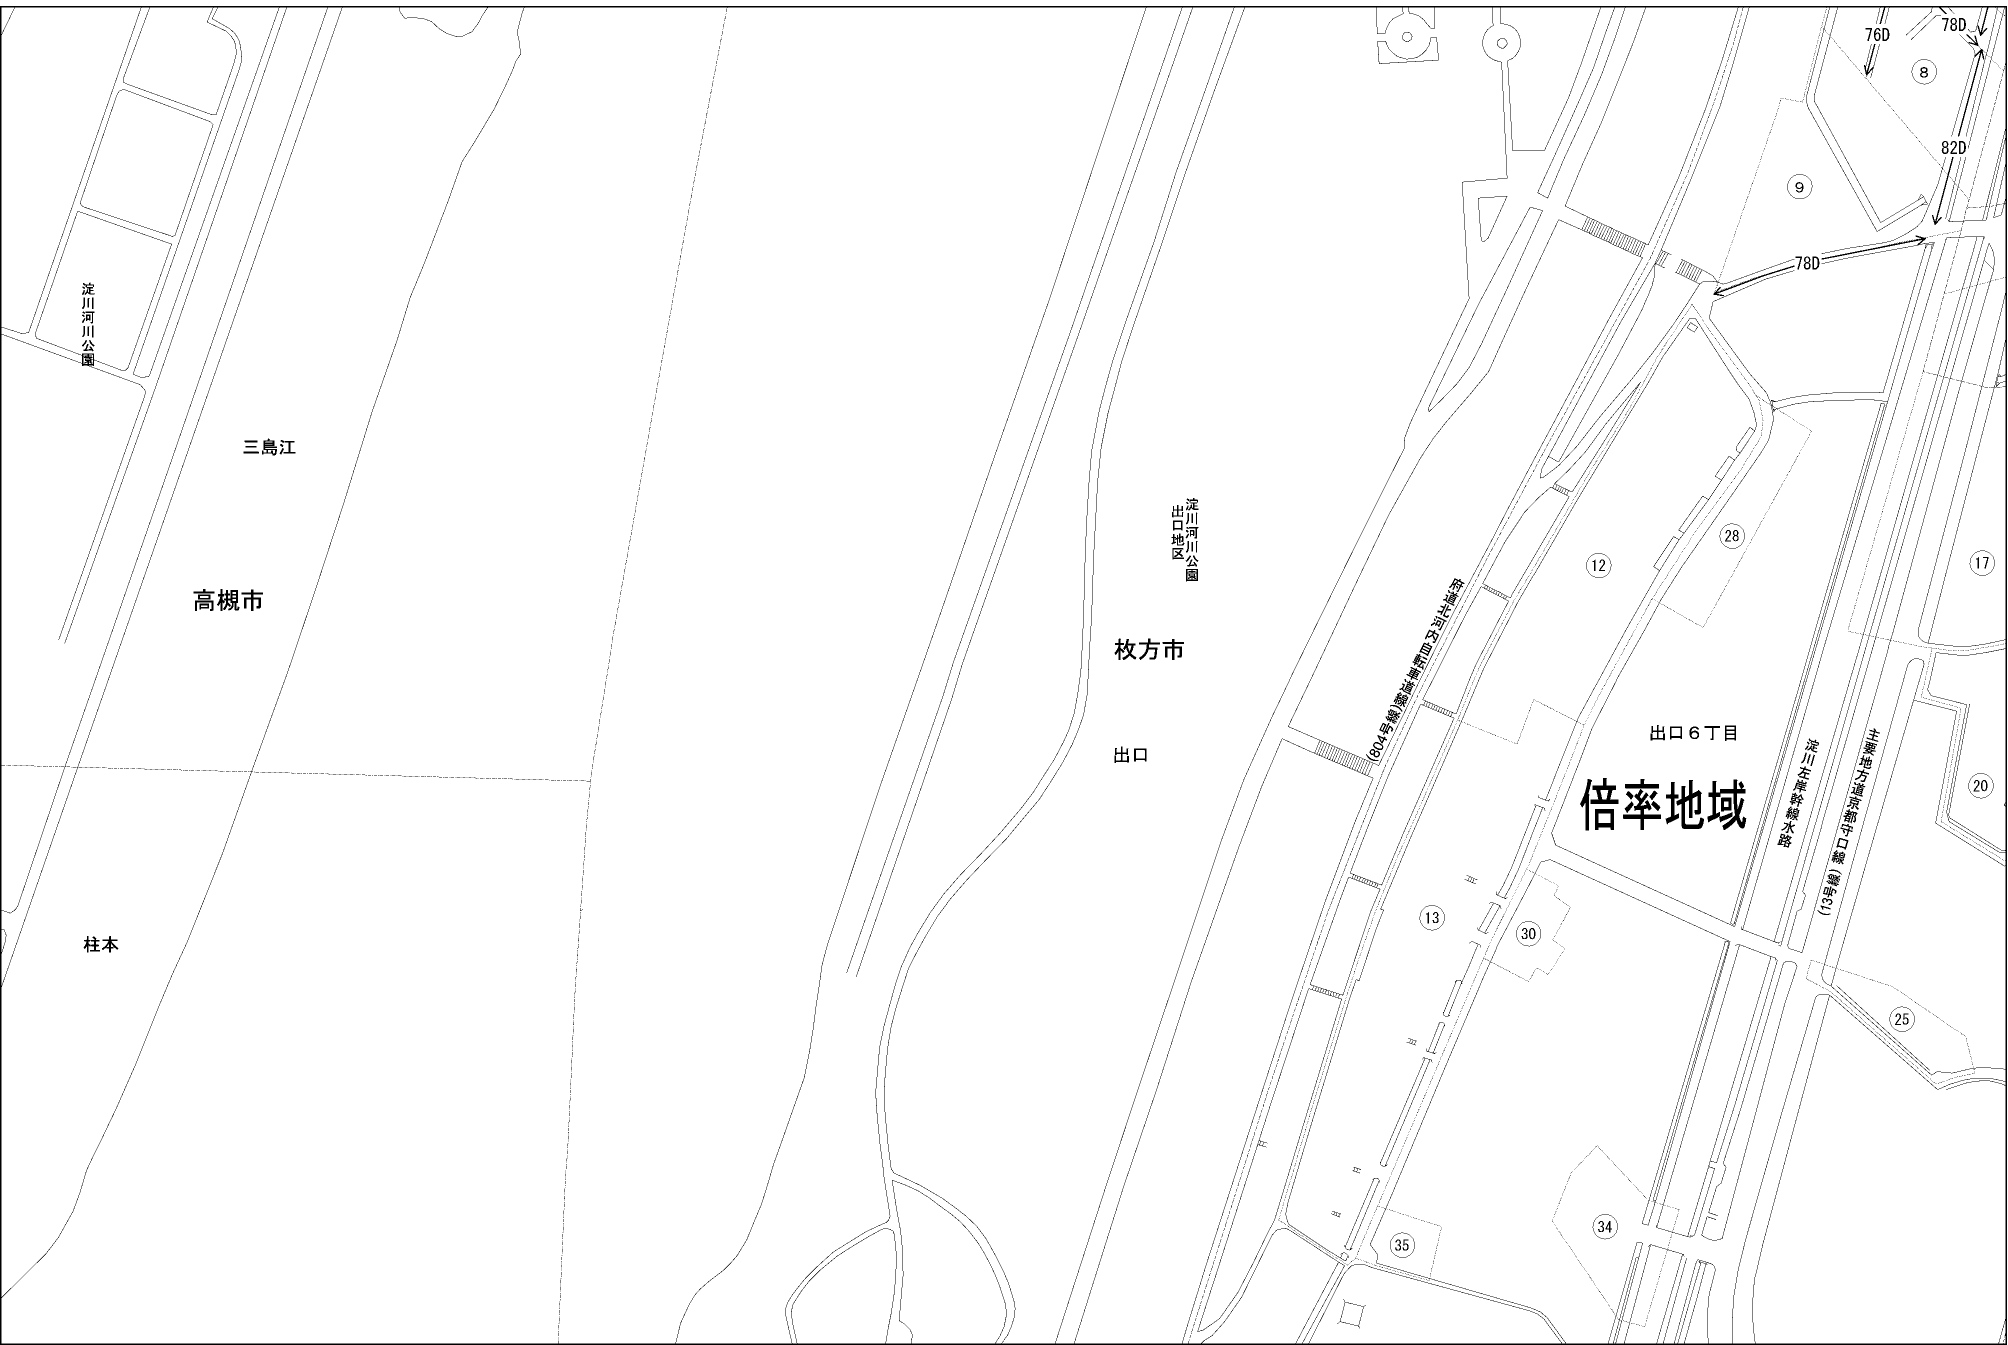 76D
78D
8
82D
9
78D
淀川河川公園
三島江
淀川河川公園
出口地区
28
12
17
高槻市
府道北河内自転車道線(804号線)
枚方市
出口６丁目
出口
淀川左岸幹線水路
主要地方道京都守口線(13号線)
20
倍率地域
13
30
柱本
25
34
35